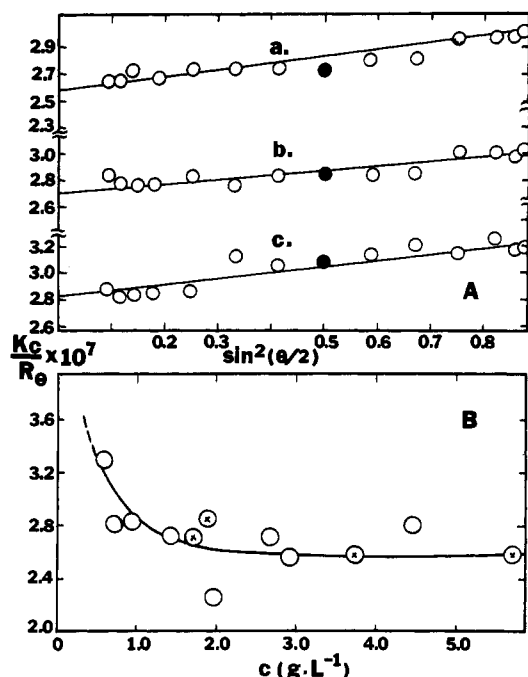 2.9
2.7
2.5
2.3
a.
3.0
2.8
2.6
b.
3.2
3.0
2.8
2.6
c.
A
0.2 0.3 0.4 0.5 0.6 0.7 0.8
sin²(θ/2)
Kc/Rθ x 10⁷
B
3.6
3.2
2.8
2.4
2.0
0 1.0 2.0 3.0 4.0 5.0
c (g.L⁻¹)